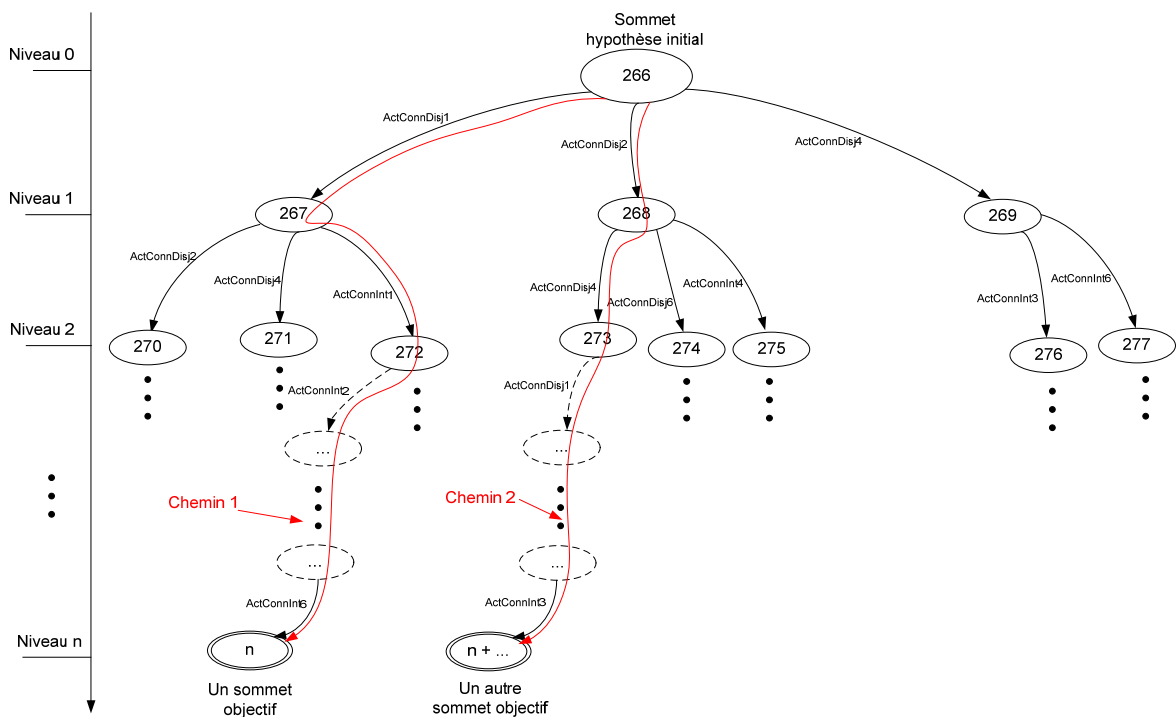 Sommet
hypothèse initial
Niveau 0
266
ActConnDisj1
ActConnDisj2
ActConnDisj4
Niveau 1
267
268
269
ActConnDisj2
ActConnDisj4
ActConnInt1
ActConnDisj4
ActConnDisj6
ActConnInt4
ActConnInt3
ActConnInt6
Niveau 2
270
271
272
273
274
275
276
277
ActConnInt2
ActConnDisj1
...
...
Chemin 1
Chemin 2
...
...
ActConnInt6
ActConnInt3
Niveau n
n
n + ...
Un sommet
objectif
Un autre
sommet objectif